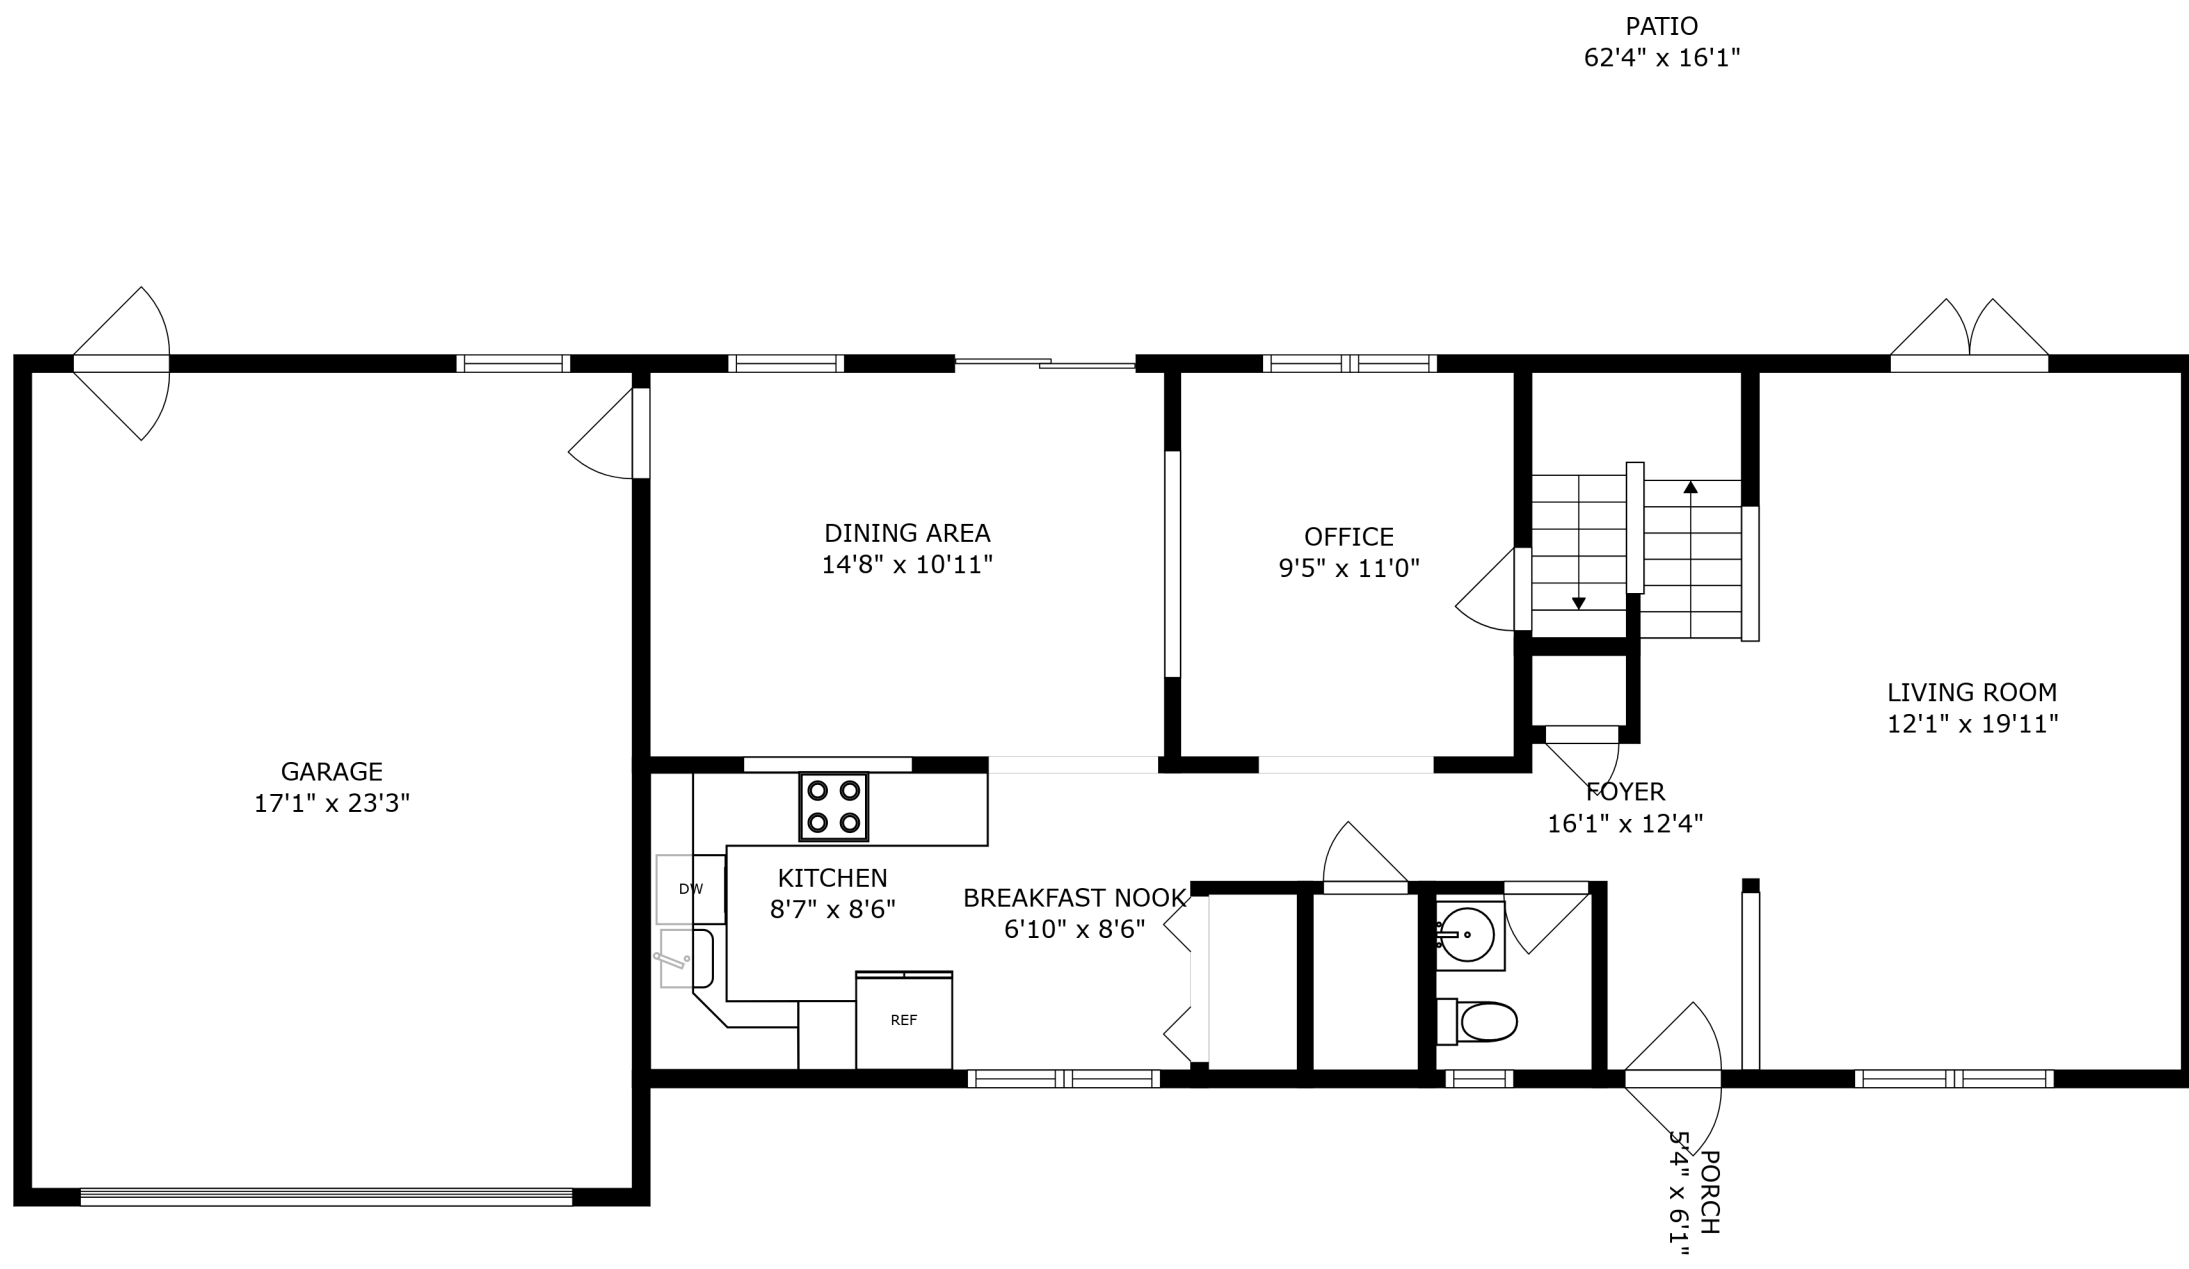 PATIO
62'4" x 16'1"
DINING AREA
14'8" x 10'11"
OFFICE
9'5" x 11'0"
LIVING ROOM
12'1" x 19'11"
GARAGE
17'1" x 23'3"
FOYER
16'1" x 12'4"
KITCHEN
8'7" x 8'6"
DW
BREAKFAST NOOK
6'10" x 8'6"
REF
PORCH
5'4" x 6'1"